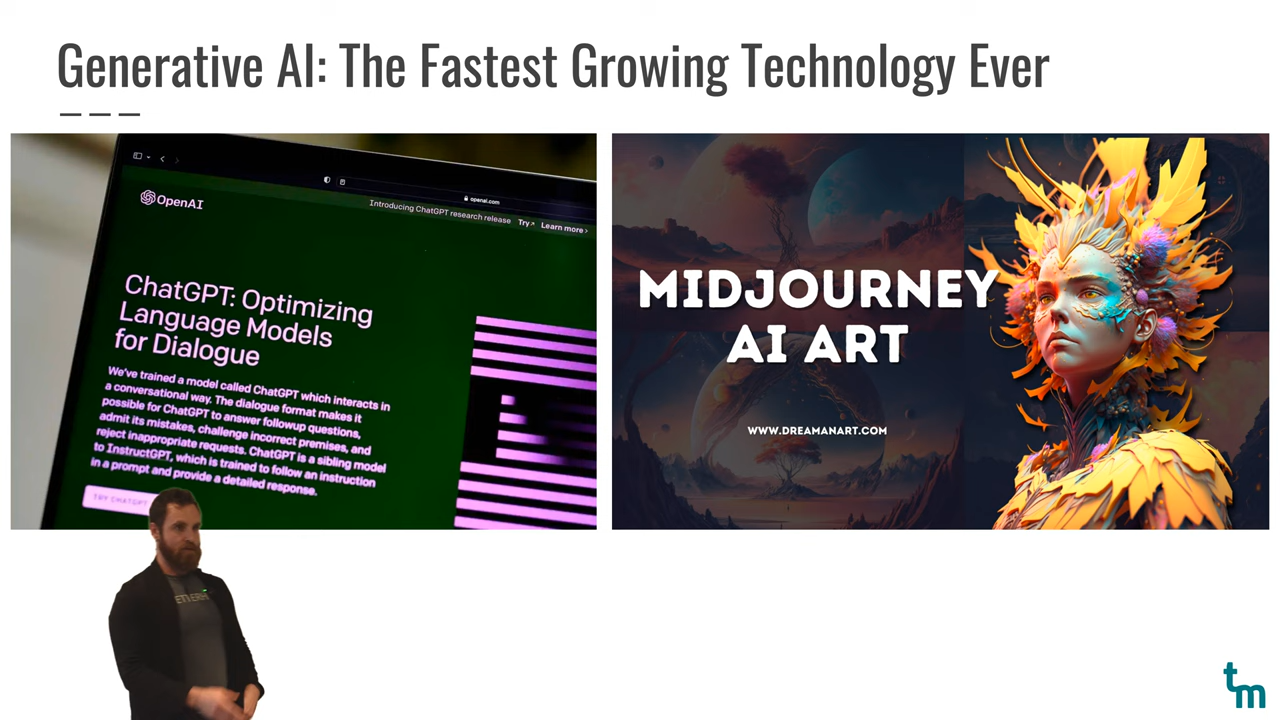 Generative AI: The Fastest Growing Technology Ever
openai.com
OpenAI
Introducing ChatGPT research release Try↗ Learn more›
ChatGPT: Optimizing
Language Models
for Dialogue
We've trained a model called ChatGPT which interacts in
a conversational way. The dialogue format makes it
possible for ChatGPT to answer followup questions,
admit its mistakes, challenge incorrect premises, and
reject inappropriate requests. ChatGPT is a sibling model
to InstructGPT, which is trained to follow an instruction
in a prompt and provide a detailed response.
TRY CHATGPT
MIDJOURNEY
AI ART
WWW.DREAMANART.COM
tm